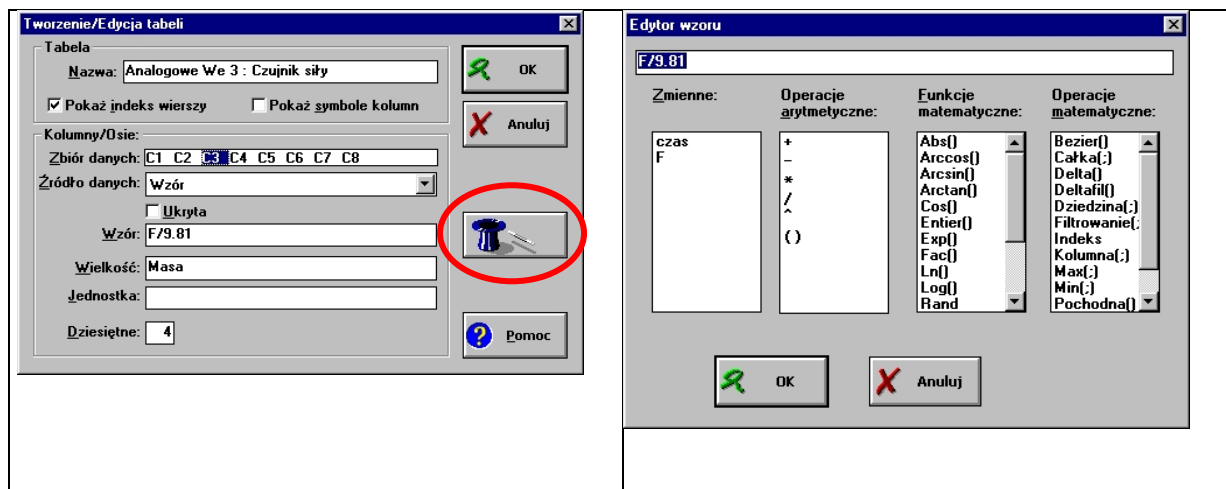 Tworzenie/Edycja tabeli
Tabela
Nazwa: Analogowe We 3 : Czujnik siły
Pokaż indeks wierszy Pokaż symbole kolumn
Kolumny/Osie:
Zbiór danych: C1 C2 C3 C4 C5 C6 C7 C8
Źródło danych: Wzór
Ukryta
Wzór: F/9.81
Wielkość: Masa
Jednostka:
Dziesiętne: 4
OK
Anuluj
Pomoc
Edytor wzoru
F/9.81
Zmienne:
czas
F
Operacje
arytmetyczne:
+
-
*
/
^
()
Funkcje
matematyczne:
Abs()
Arccos()
Arcsin()
Arctan()
Cos()
Entier()
Exp()
Fac()
Ln()
Log()
Rand
Operacje
matematyczne:
Bezier()
Całka(;)
Delta()
Deltafil()
Dziedzina(;)
Filtrowanie(;
Indeks
Kolumna(;)
Max(;)
Min(;)
Pochodna()
OK
Anuluj